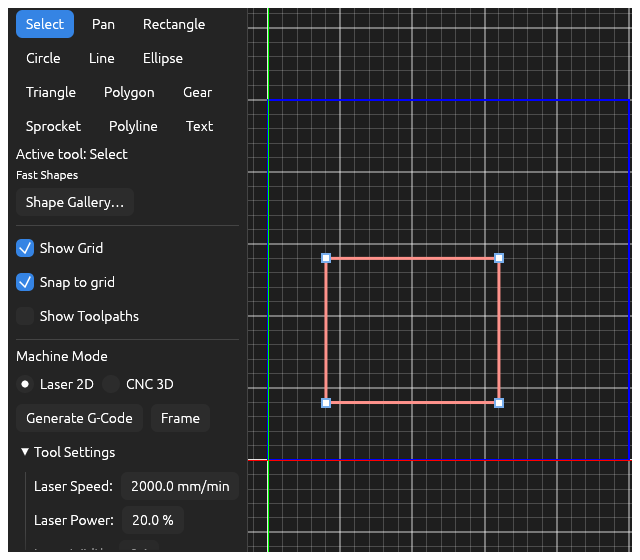 Select Pan Rectangle
Circle Line Ellipse
Triangle Polygon Gear
Sprocket Polyline Text
Active tool: Select
Fast Shapes
Shape Gallery...
Show Grid
Snap to grid
Show Toolpaths
Machine Mode
Laser 2D CNC 3D
Generate G-Code Frame
Tool Settings
Laser Speed: 2000.0 mm/min
Laser Power: 20.0 %